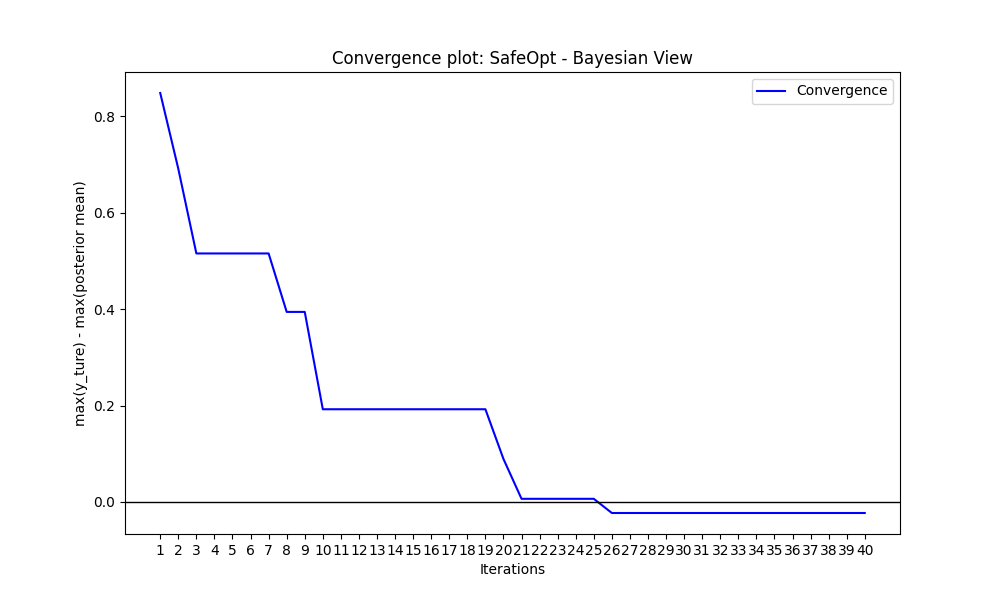 Convergence plot: SafeOpt - Bayesian View
Convergence
max(y_ture) - max(posterior mean)
0.8
0.6
0.4
0.2
0.0
1 2 3 4 5 6 7 8 9 10 11 12 13 14 15 16 17 18 19 20 21 22 23 24 25 26 27 28 29 30 31 32 33 34 35 36 37 38 39 40
Iterations